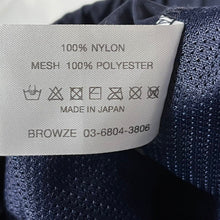 100% NYLON
MESH 100% POLYESTER
MADE IN JAPAN
BROWZE 03-6804-3806